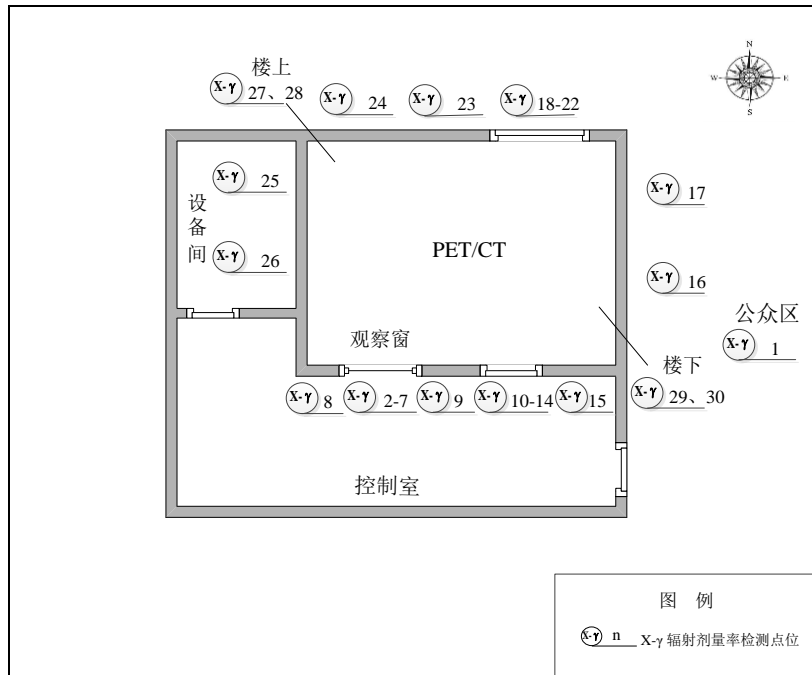 N
W E
S
楼上
X-γ 27、28
X-γ 24
X-γ 23
X-γ 18-22
X-γ 25
设备间
X-γ 26
PET/CT
X-γ 17
X-γ 16
公众区
X-γ 1
观察窗
楼下
X-γ 29、30
X-γ 8
X-γ 2-7
X-γ 9
X-γ 10-14
X-γ 15
控制室
图 例
X-γ n X-γ 辐射剂量率检测点位